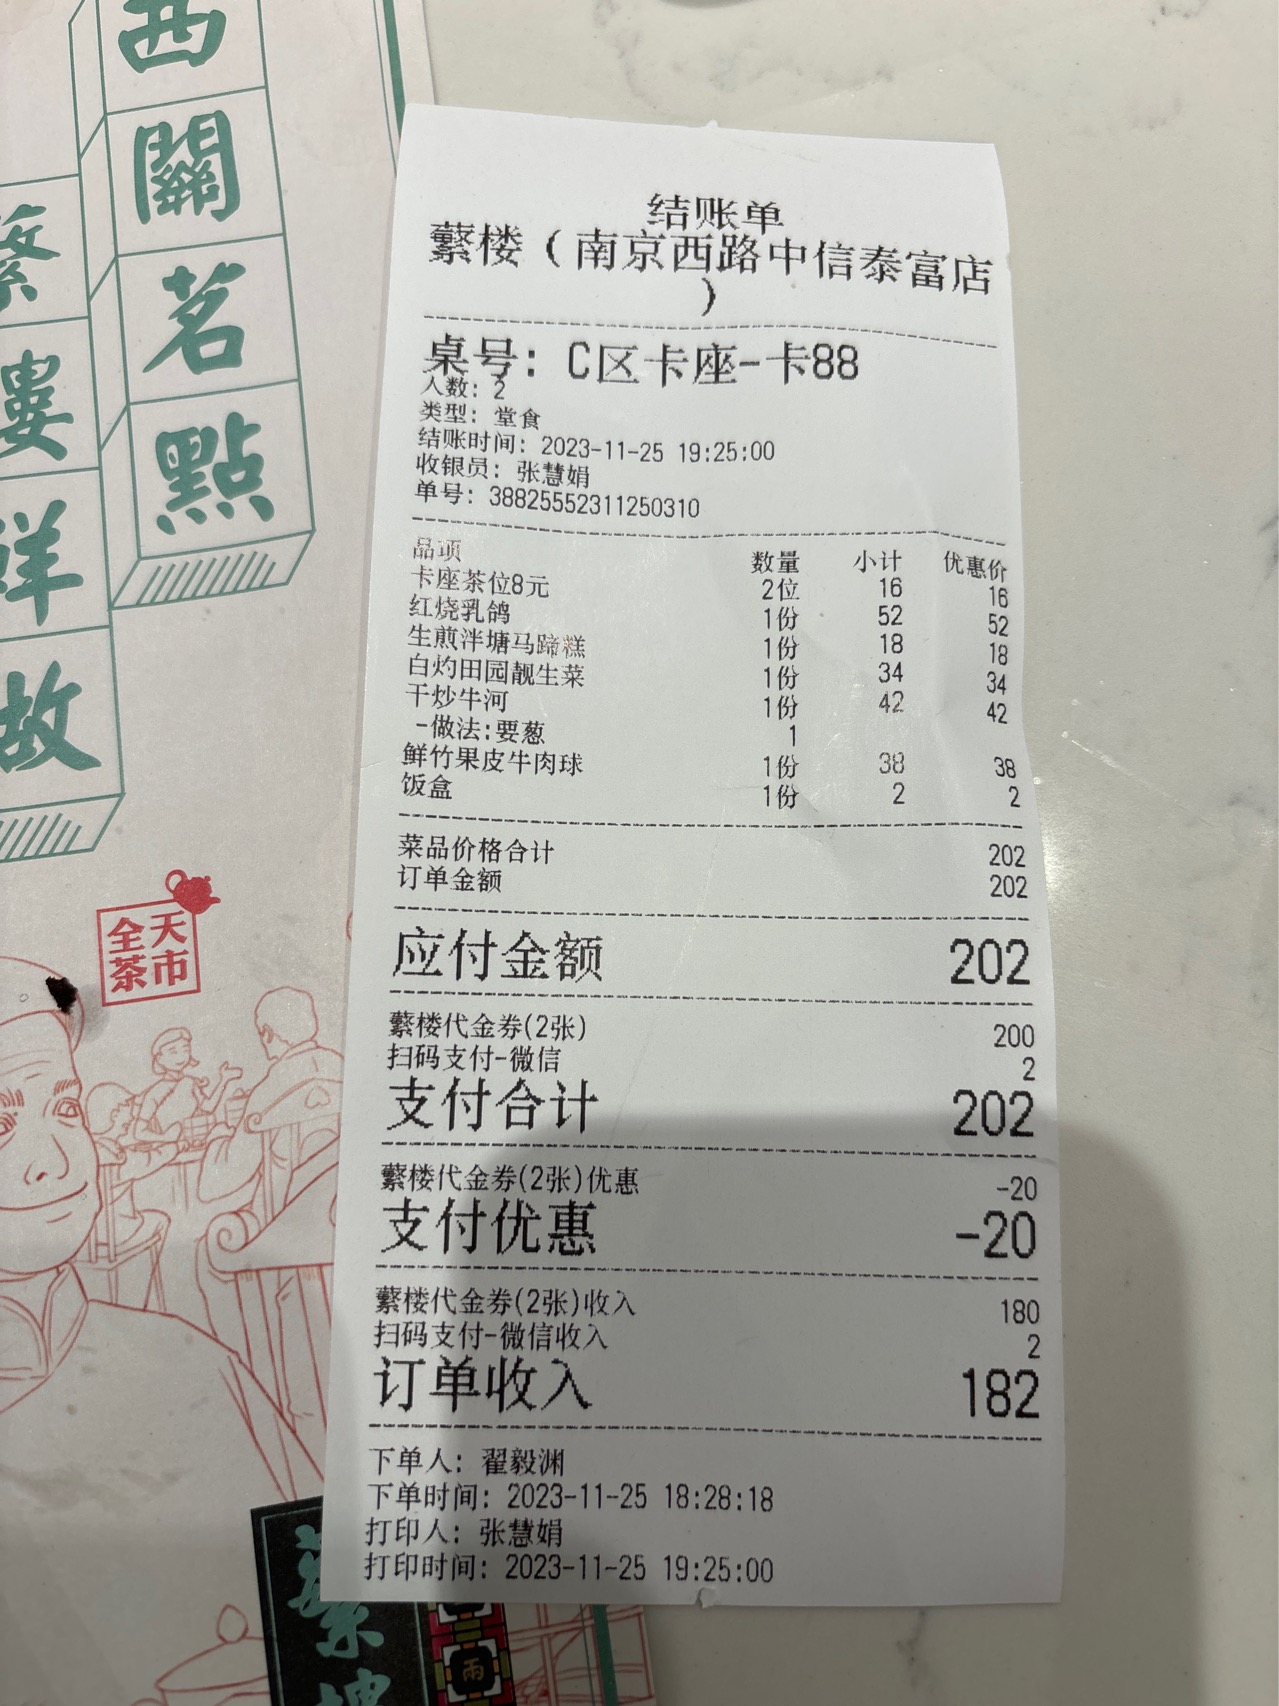 西關茗點
蔡樓鲜故
全天
茶市
结账单
蘩楼（南京西路中信泰富店
）
桌号：C区卡座-卡88
人数：2
类型：堂食
结账时间：2023-11-25 19:25:00
收银员：张慧娟
单号：38825552311250310
品项 数量 小计 优惠价
卡座茶位8元 2位 16 16
红烧乳鸽 1份 52 52
生煎泮塘马蹄糕 1份 18 18
白灼田园靓生菜 1份 34 34
干炒牛河 1份 42 42
-做法:要葱 1
鲜竹果皮牛肉球 1份 38 38
饭盒 1份 2 2
菜品价格合计 202
订单金额 202
应付金额 202
蘩楼代金券(2张) 200
扫码支付-微信 2
支付合计 202
蘩楼代金券(2张)优惠 -20
支付优惠 -20
蘩楼代金券(2张)收入 180
扫码支付-微信收入 2
订单收入 182
下单人：翟毅渊
下单时间：2023-11-25 18:28:18
打印人：张慧娟
打印时间：2023-11-25 19:25:00